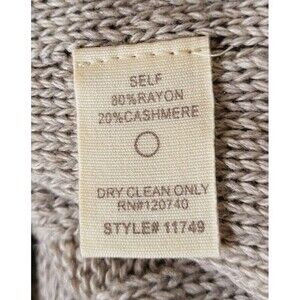 SELF
80%RAYON
20%CASHMERE
DRY CLEAN ONLY
RN#120740
STYLE# 11749